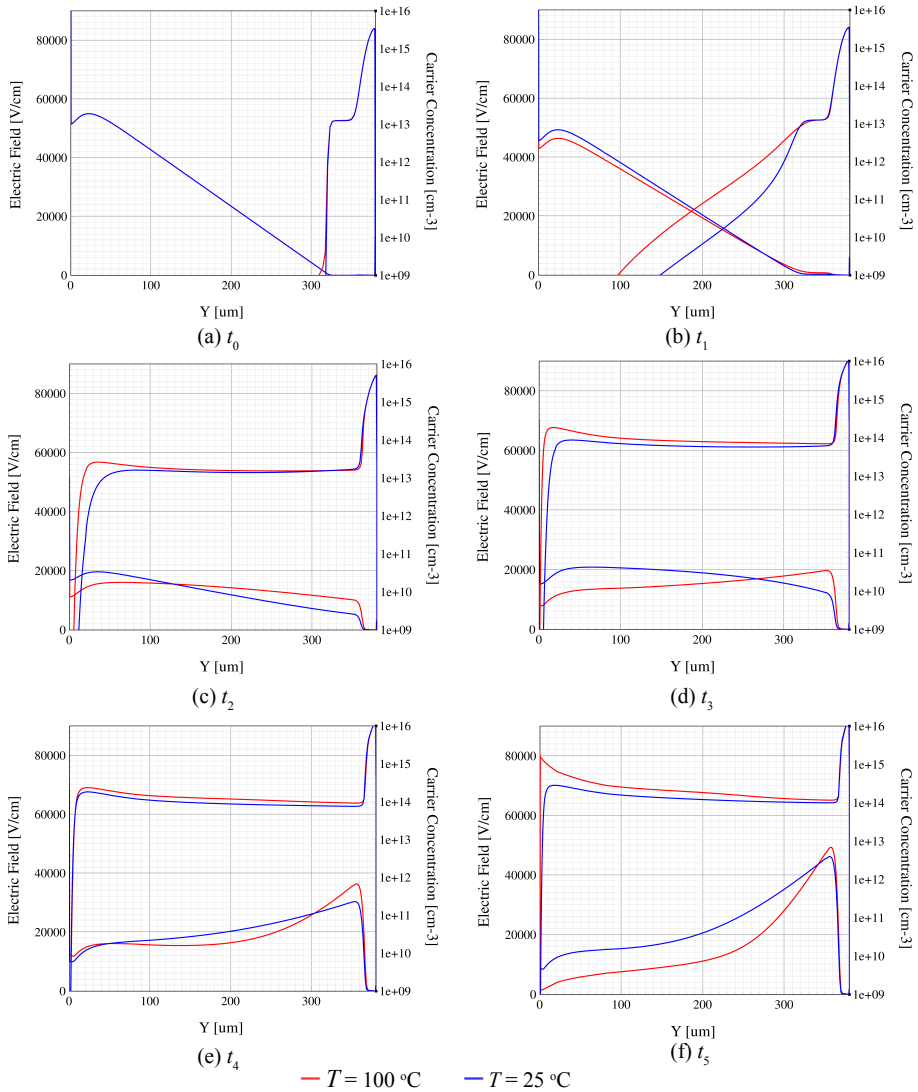 80000
60000
40000
20000
0
Electric Field [V/cm]
1e+16
1e+15
1e+14
1e+13
1e+12
1e+11
1e+10
1e+09
Carrier Concentration [cm-3]
0
100
200
300
Y [um]
(a) t0
80000
60000
40000
20000
0
Electric Field [V/cm]
1e+16
1e+15
1e+14
1e+13
1e+12
1e+11
1e+10
1e+09
Carrier Concentration [cm-3]
0
100
200
300
Y [um]
(b) t1
80000
60000
40000
20000
0
Electric Field [V/cm]
1e+16
1e+15
1e+14
1e+13
1e+12
1e+11
1e+10
1e+09
Carrier Concentration [cm-3]
0
100
200
300
Y [um]
(c) t2
80000
60000
40000
20000
0
Electric Field [V/cm]
1e+16
1e+15
1e+14
1e+13
1e+12
1e+11
1e+10
1e+09
Carrier Concentration [cm-3]
0
100
200
300
Y [um]
(d) t3
80000
60000
40000
20000
0
Electric Field [V/cm]
1e+16
1e+15
1e+14
1e+13
1e+12
1e+11
1e+10
1e+09
Carrier Concentration [cm-3]
0
100
200
300
Y [um]
(e) t4
80000
60000
40000
20000
0
Electric Field [V/cm]
1e+16
1e+15
1e+14
1e+13
1e+12
1e+11
1e+10
1e+09
Carrier Concentration [cm-3]
0
100
200
300
Y [um]
(f) t5
T = 100 °C
T = 25 °C